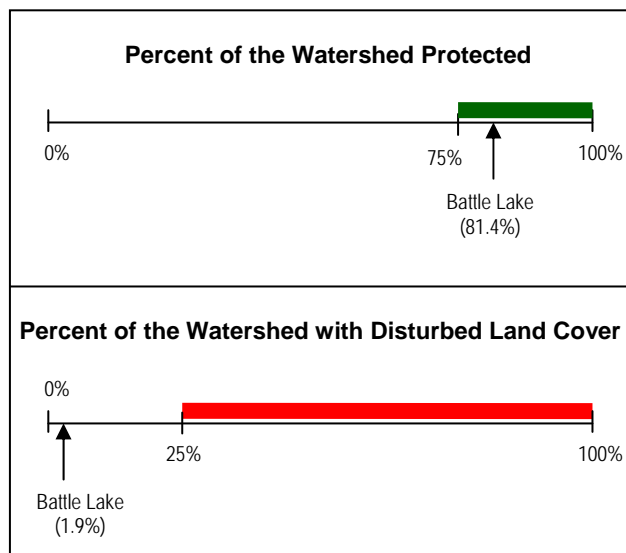 Percent of the Watershed Protected
0%
75%
100%
Battle Lake
(81.4%)
Percent of the Watershed with Disturbed Land Cover
0%
25%
100%
Battle Lake
(1.9%)